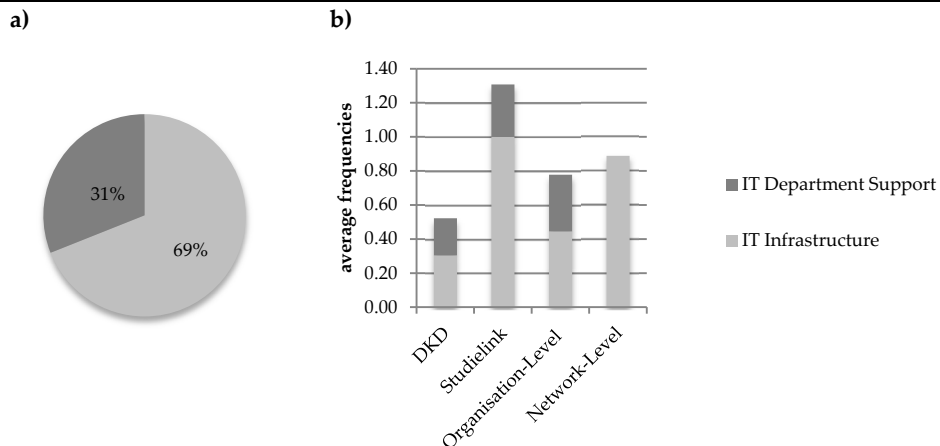 a)
31%
69%
b)
average frequencies
1.40
1.20
1.00
0.80
0.60
0.40
0.20
0.00
DKD
Studielink
Organisation-Level
Network-Level
IT Department Support
IT Infrastructure